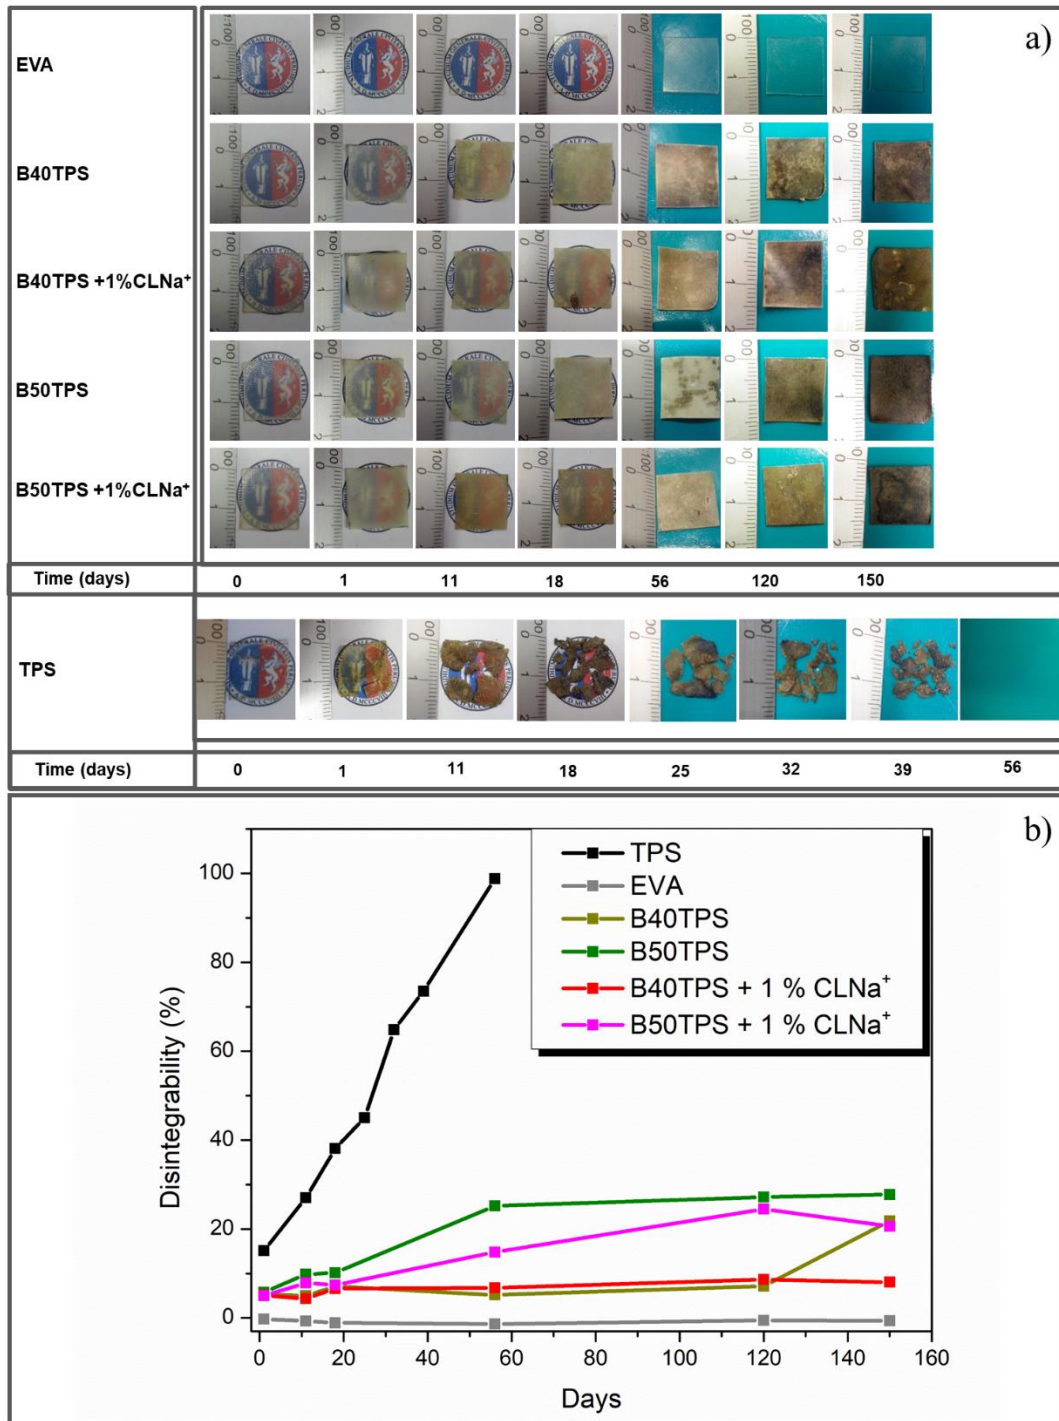 a)
EVA
B40TPS
B40TPS +1%CLNa⁺
B50TPS
B50TPS +1%CLNa⁺
Time (days) 0 1 11 18 56 120 150
TPS
Time (days) 0 1 11 18 25 32 39 56
b)
TPS
EVA
B40TPS
B50TPS
B40TPS + 1 % CLNa⁺
B50TPS + 1 % CLNa⁺
100
80
60
40
20
0
Disintegrability (%)
0 20 40 60 80 100 120 140 160
Days